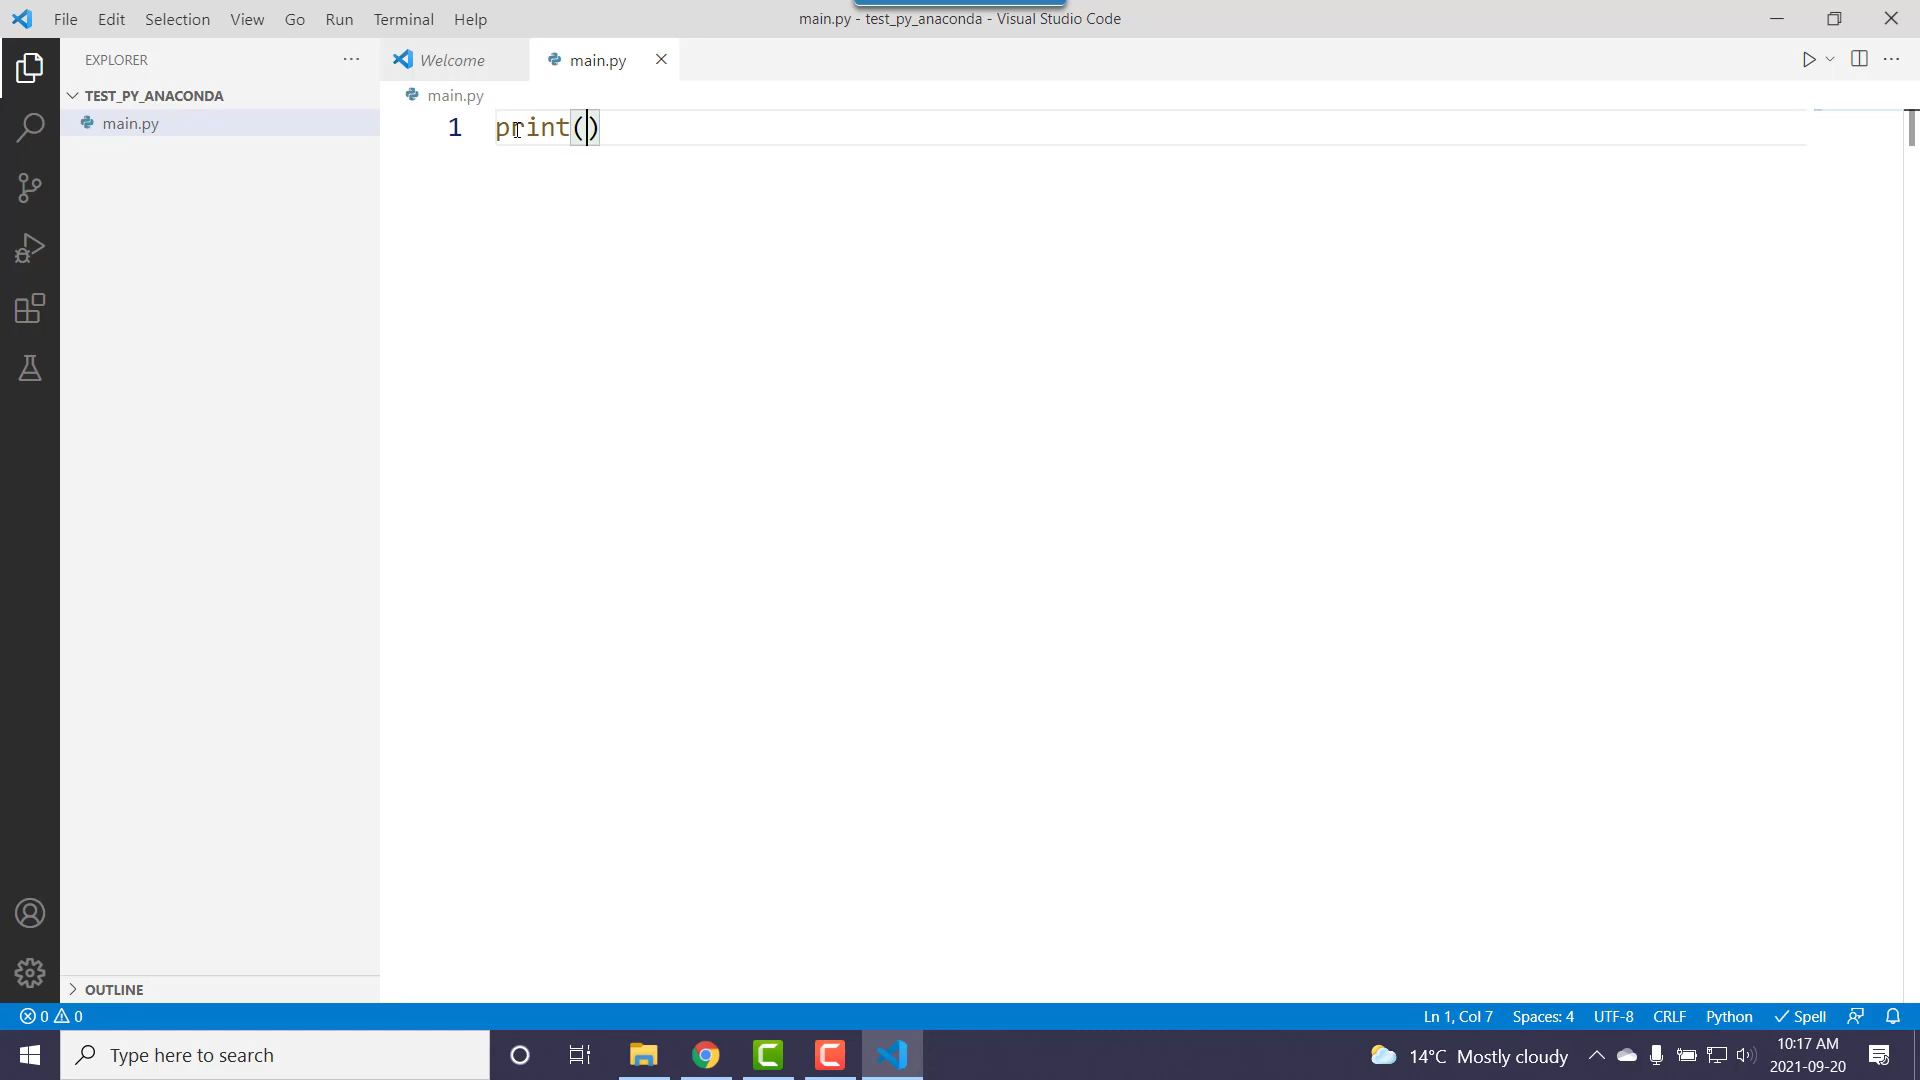 File Edit Selection View Go Run Terminal Help
main.py - test_py_anaconda - Visual Studio Code
EXPLORER
Welcome
main.py
TEST_PY_ANACONDA
main.py
main.py
1 print()
OUTLINE
0 0
Ln 1, Col 7 Spaces: 4 UTF-8 CRLF Python Spell
Type here to search
14°C Mostly cloudy
10:17 AM
2021-09-20